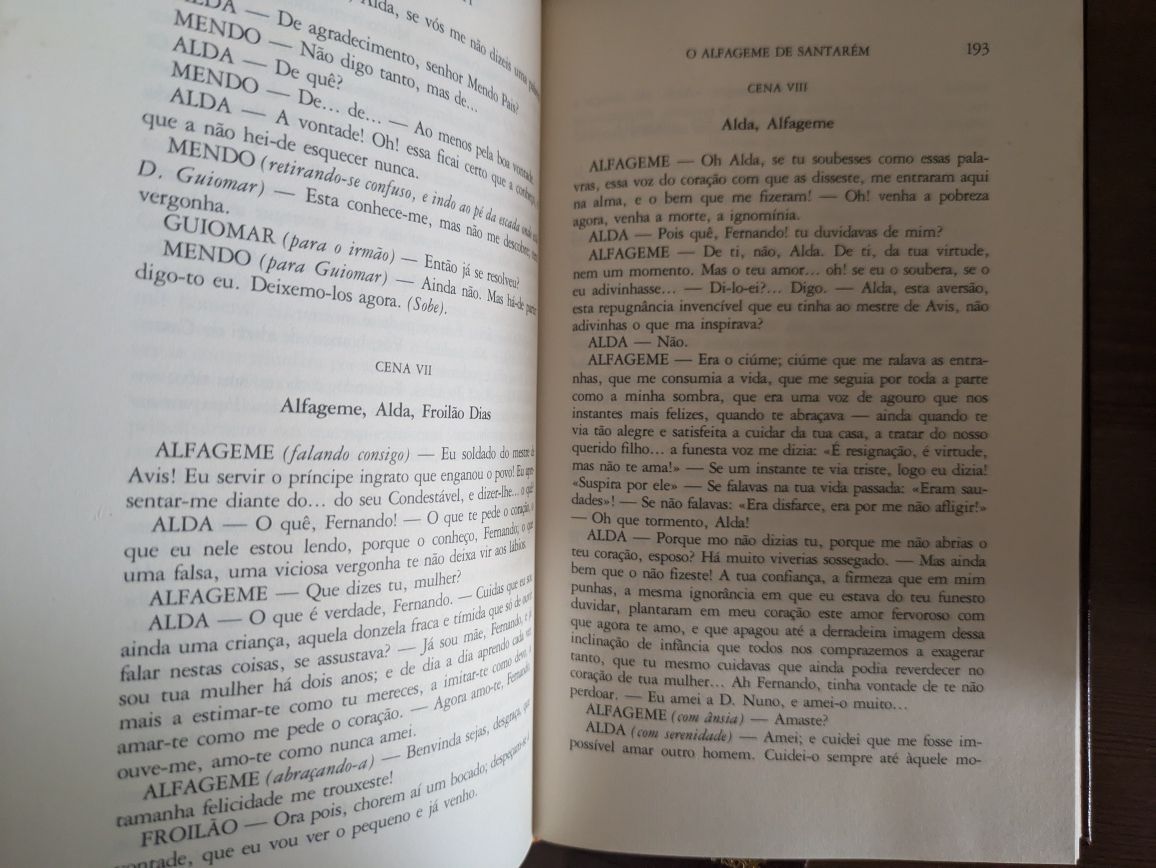 Alda, se vós me não dizeis uma
ALDA — De agradecimento, senhor Mendo Pais?
MENDO — Não digo tanto, mas de...
ALDA — De quê?
MENDO — De... de... — Ao menos pela boa vontade.
ALDA — A vontade! Oh! essa ficai certo que a conheço,
que a não hei-de esquecer nunca.
MENDO (retirando-se confuso, e indo ao pé da escada onde está
D. Guiomar) — Esta conhece-me, mas não me descobre;
vergonha.
GUIOMAR (para o irmão) — Então já se resolveu?
MENDO (para Guiomar) — Ainda não. Mas há-de partir
digo-to eu. Deixemo-los agora. (Sobe).
CENA VII
Alfageme, Alda, Froilão Dias
ALFAGEME (falando consigo) — Eu soldado do mestre de
Avis! Eu servir o príncipe ingrato que enganou o povo! Eu apre-
sentar-me diante do... do seu Condestável, e dizer-lhe... o quê?
ALDA — O quê, Fernando! — O que te pede o coração, o
que eu nele estou lendo, porque o conheço, Fernando; o que
uma falsa, uma viciosa vergonha te não deixa vir aos lábios.
ALFAGEME — Que dizes tu, mulher?
ALDA — O que é verdade, Fernando. — Cuidas que eu sou
ainda uma criança, aquela donzela fraca e tímida que só de ouvir
falar nestas coisas, se assustava? — Já sou mãe, Fernando, e já
sou tua mulher há dois anos; e de dia a dia aprendo cada vez
mais a estimar-te como tu mereces, a imitar-te como devo, a
amar-te como me pede o coração. — Agora amo-te, Fernando,
ouve-me, amo-te como nunca amei.
ALFAGEME (abraçando-a) — Benvinda sejas, desgraça, que
tamanha felicidade me trouxeste!
FROILÃO — Ora pois, chorem aí um bocado; despeçam-se à
vontade, que eu vou ver o pequeno e já venho.
O ALFAGEME DE SANTARÉM 193
CENA VIII
Alda, Alfageme
ALFAGEME — Oh Alda, se tu soubesses como essas pala-
vras, essa voz do coração com que as disseste, me entraram aqui
na alma, e o bem que me fizeram! — Oh! venha a pobreza
agora, venha a morte, a ignomínia.
ALDA — Pois quê, Fernando! tu duvidavas de mim?
ALFAGEME — De ti, não, Alda. De ti, da tua virtude,
nem um momento. Mas o teu amor... oh! se eu o soubera, se o
eu adivinhasse... — Di-lo-ei?... Digo. — Alda, esta aversão,
esta repugnância invencível que eu tinha ao mestre de Avis, não
adivinhas o que ma inspirava?
ALDA — Não.
ALFAGEME — Era o ciúme; ciúme que me ralava as entra-
nhas, que me consumia a vida, que me seguia por toda a parte
como a minha sombra, que era uma voz de agouro que nos
instantes mais felizes, quando te abraçava — ainda quando te
via tão alegre e satisfeita a cuidar da tua casa, a tratar do nosso
querido filho... a funesta voz me dizia: «É resignação, é virtude,
mas não te ama!» — Se um instante te via triste, logo eu dizia!
«Suspira por ele» — Se falavas na tua vida passada: «Eram sau-
dades»! — Se não falavas: «Era disfarce, era por me não afligir!»
— Oh que tormento, Alda!
ALDA — Porque mo não dizias tu, porque me não abrias o
teu coração, esposo? Há muito viverias sossegado. — Mas ainda
bem que o não fizeste! A tua confiança, a firmeza que em mim
punhas, a mesma ignorância em que eu estava do teu funesto
duvidar, plantaram em meu coração este amor fervoroso com
que agora te amo, e que apagou até a derradeira imagem dessa
inclinação de infância que todos nos comprazemos a exagerar
tanto, que tu mesmo cuidavas que ainda podia reverdecer no
coração de tua mulher... Ah Fernando, tinha vontade de te não
perdoar. — Eu amei a D. Nuno, e amei-o muito...
ALFAGEME (com ânsia) — Amaste?
ALDA (com serenidade) — Amei; e cuidei que me fosse im-
possível amar outro homem. Cuidei-o sempre até àquele mo-